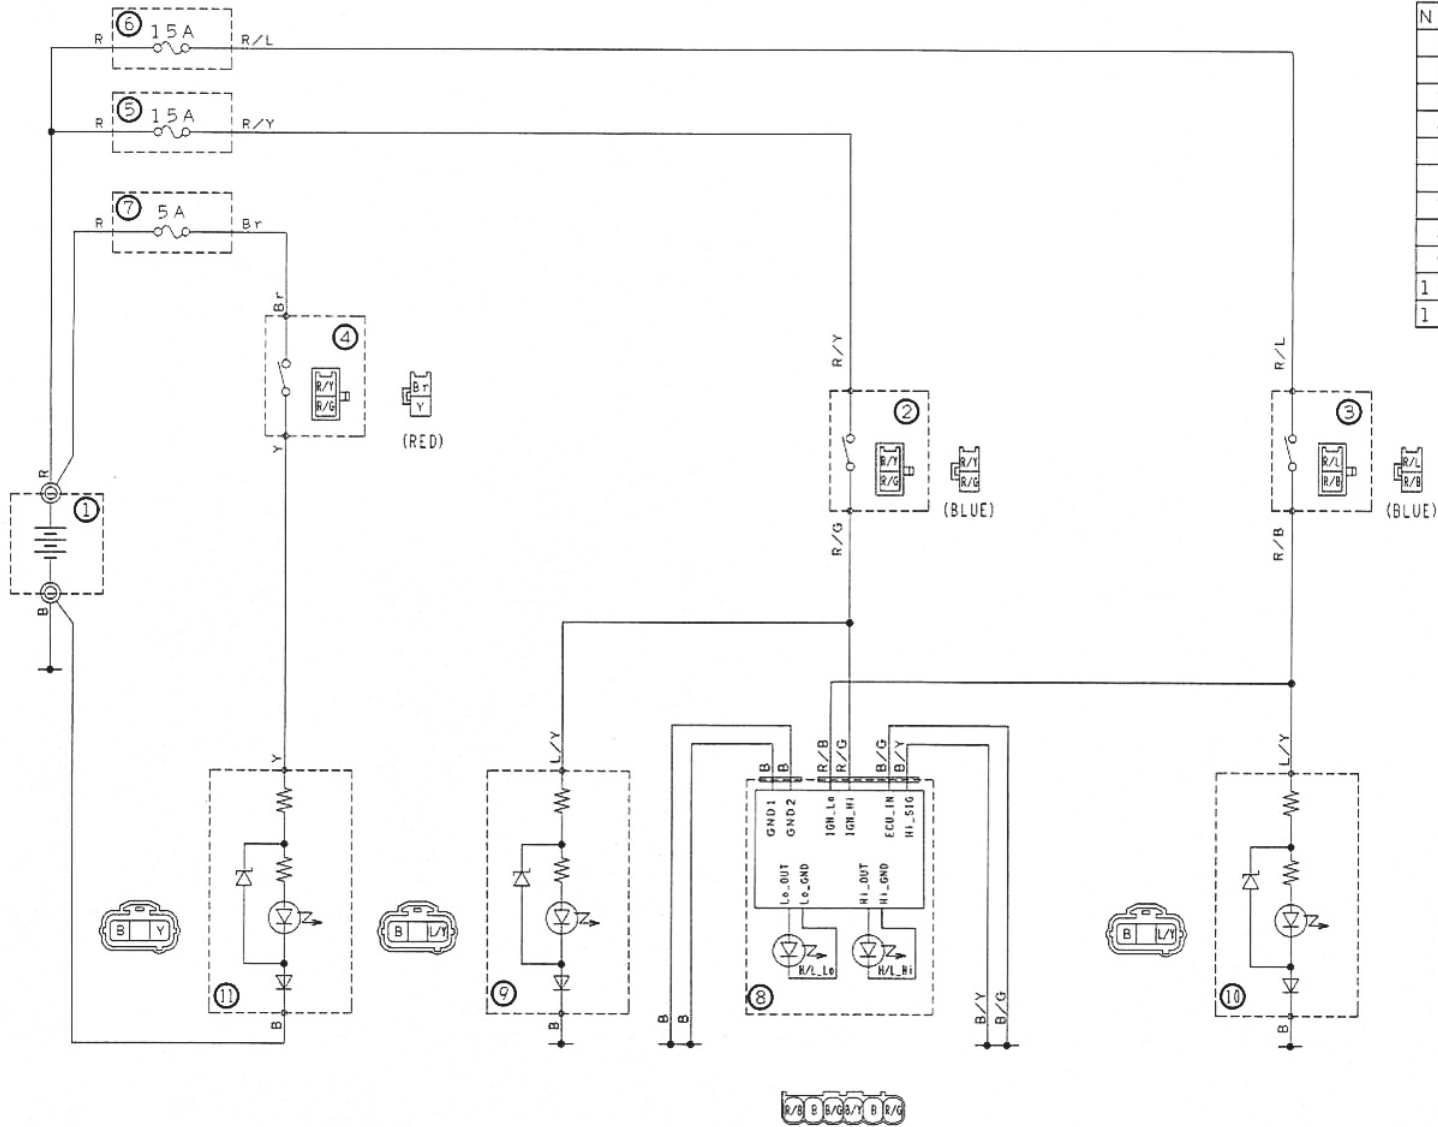 6 15A
R R/L
N
5 15A
R R/Y
7 5A
R Br
1
1
Br
4
R/Y
R/G
Br
Y
(RED)
Y
R/Y
2
R/Y
R/G
R/Y
R/G
(BLUE)
R/G
R/L
3
R/L
R/B
R/L
R/B
(BLUE)
R/B
R
1
B
Y
L/Y
B
B
R/B
R/G
B/G
B/Y
L/Y
GND1
GND2
IGN_Lo
IGN_Hi
ECU_IN
Hi_SIG
Lo_OUT
Lo_GND
Hi_OUT
Hi_GND
H/L_Lo
H/L_Hi
B Y
B L/Y
B L/Y
11
9
8
10
B
B
B
B
B/Y
B/G
B
R/B B B/G B/Y B R/G